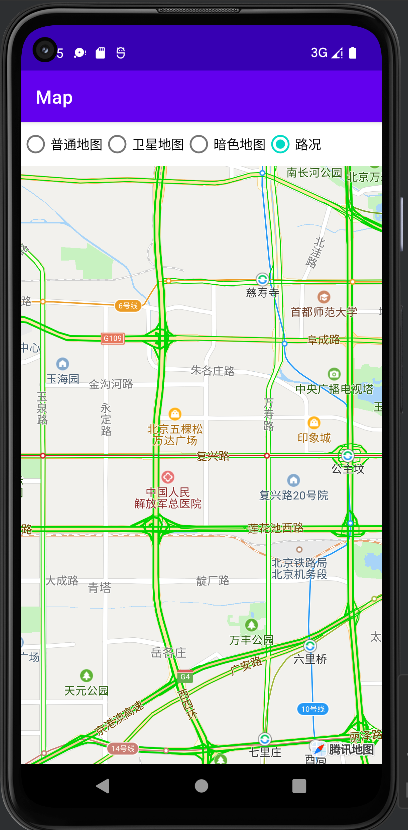 5
3G
Map
普通地图 卫星地图 暗色地图 路况
南长河公园
北京万
北洼路
6号线
慈寿寺
首都师范大学
路
G109
阜成路
中心
玉海园
金沟河路
朱各庄路
中央广播电视塔
玉泉路
永定路
万寿路
北京五棵松
万达广场
印象城
复兴路
公主坟
中国人民
解放军总医院
复兴路20号院
路
莲花池西路
北京铁路局
北京机务段
大成路
青塔
靛厂路
万丰公园
太
广场
岳各庄
六里桥
广安路
天元公园
G4
西四环
京港澳高速
10号线
14号线
七里庄
西局
丽泽路
腾讯地图